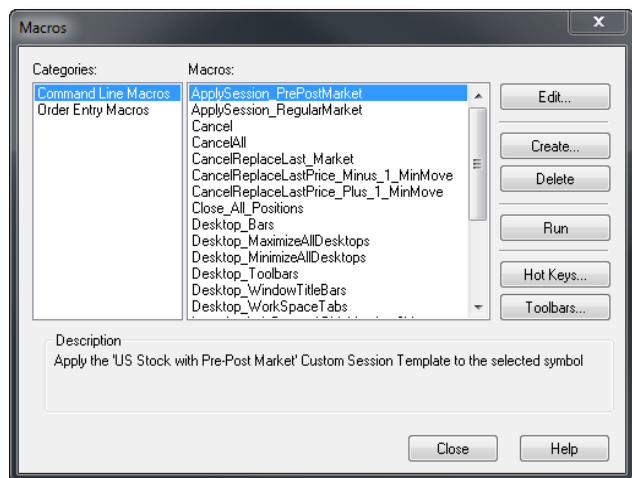 Macros
X
Categories:
Macros:
Command Line Macros
Order Entry Macros
ApplySession_PrePostMarket
ApplySession_RegularMarket
Cancel
CancelAll
CancelReplaceLast_Market
CancelReplaceLastPrice_Minus_1_MinMove
CancelReplaceLastPrice_Plus_1_MinMove
Close_All_Positions
Desktop_Bars
Desktop_MaximizeAllDesktops
Desktop_MinimizeAllDesktops
Desktop_Toolbars
Desktop_WindowTitleBars
Desktop_WorkSpaceTabs
Edit...
Create...
Delete
Run
Hot Keys...
Toolbars...
Description
Apply the 'US Stock with Pre-Post Market' Custom Session Template to the selected symbol
Close
Help